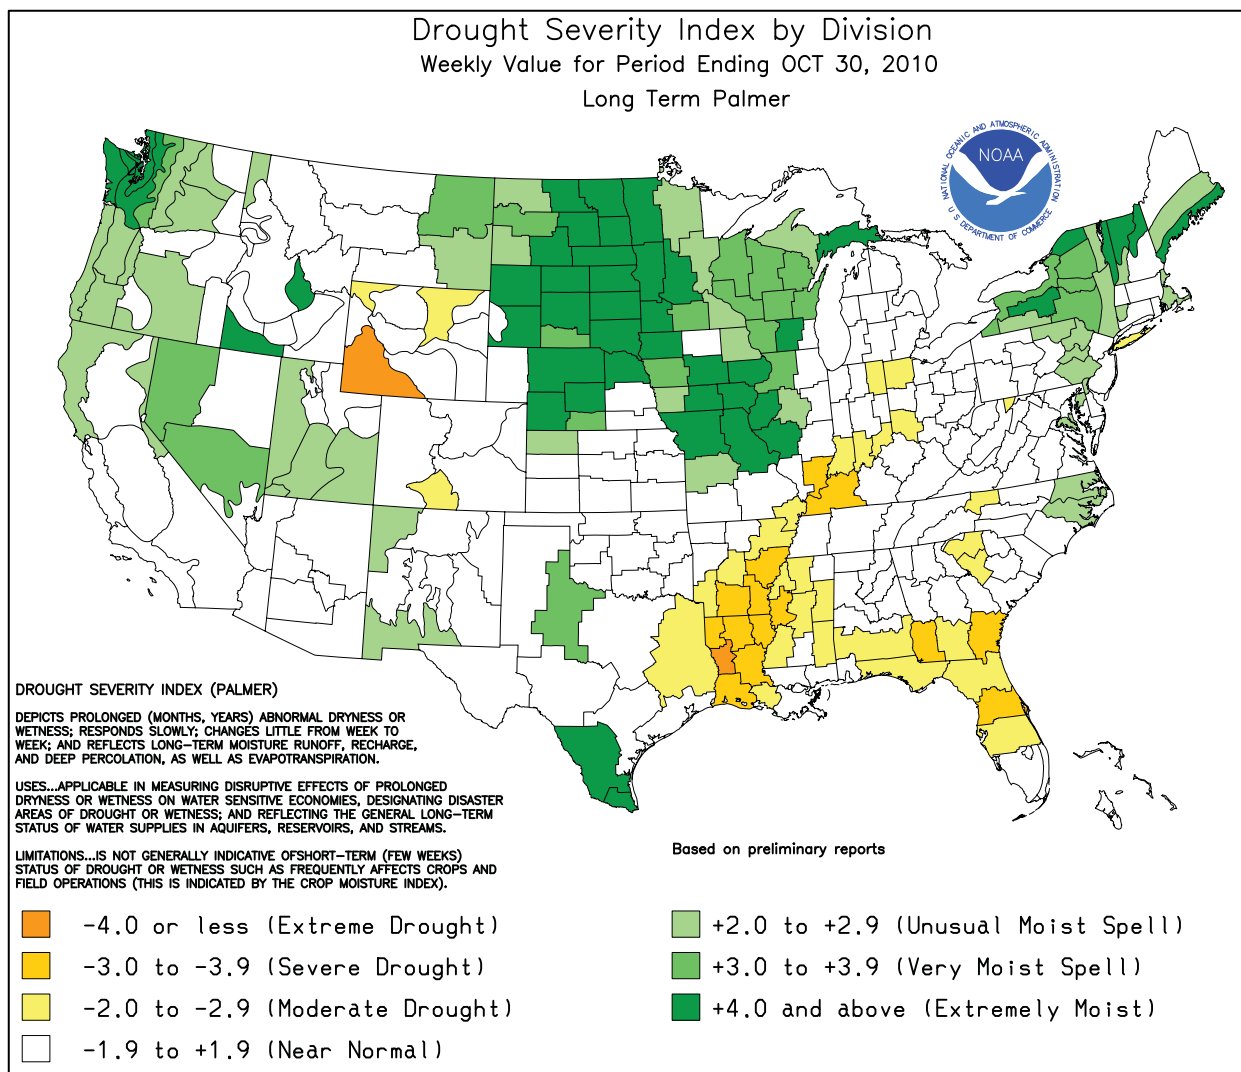 Drought Severity Index by Division
Weekly Value for Period Ending OCT 30, 2010
Long Term Palmer
NATIONAL OCEANIC AND ATMOSPHERIC ADMINISTRATION
NOAA
U S DEPARTMENT OF COMMERCE
DROUGHT SEVERITY INDEX (PALMER)
DEPICTS PROLONGED (MONTHS, YEARS) ABNORMAL DRYNESS OR
WETNESS; RESPONDS SLOWLY; CHANGES LITTLE FROM WEEK TO
WEEK; AND REFLECTS LONG-TERM MOISTURE RUNOFF, RECHARGE,
AND DEEP PERCOLATION, AS WELL AS EVAPOTRANSPIRATION.
USES...APPLICABLE IN MEASURING DISRUPTIVE EFFECTS OF PROLONGED
DRYNESS OR WETNESS ON WATER SENSITIVE ECONOMIES, DESIGNATING DISASTER
AREAS OF DROUGHT OR WETNESS; AND REFLECTING THE GENERAL LONG-TERM
STATUS OF WATER SUPPLIES IN AQUIFERS, RESERVOIRS, AND STREAMS.
LIMITATIONS...IS NOT GENERALLY INDICATIVE OFSHORT-TERM (FEW WEEKS)
STATUS OF DROUGHT OR WETNESS SUCH AS FREQUENTLY AFFECTS CROPS AND
FIELD OPERATIONS (THIS IS INDICATED BY THE CROP MOISTURE INDEX).
Based on preliminary reports
-4.0 or less (Extreme Drought)
-3.0 to -3.9 (Severe Drought)
-2.0 to -2.9 (Moderate Drought)
-1.9 to +1.9 (Near Normal)
+2.0 to +2.9 (Unusual Moist Spell)
+3.0 to +3.9 (Very Moist Spell)
+4.0 and above (Extremely Moist)